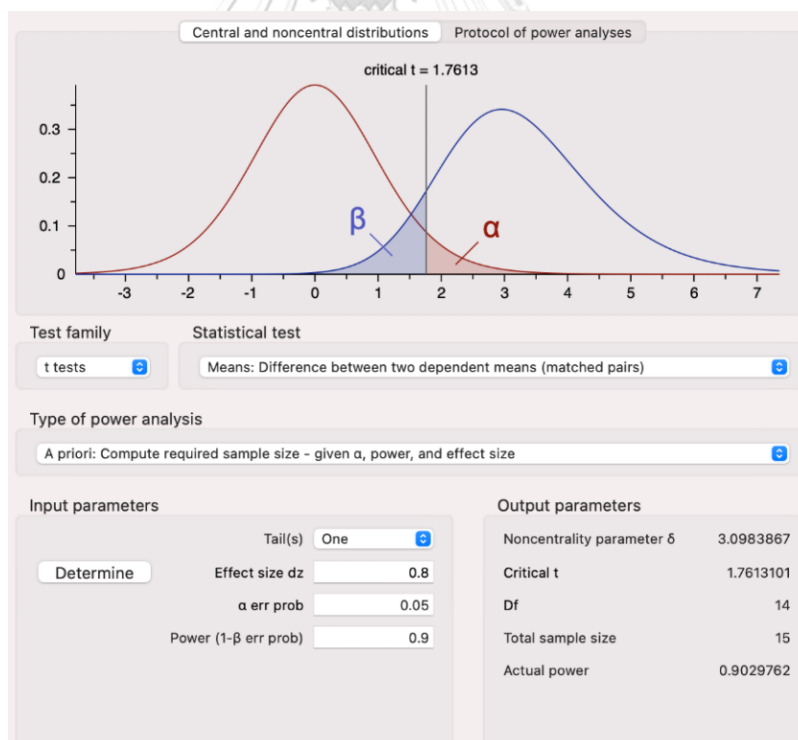 Central and noncentral distributions Protocol of power analyses
critical t = 1.7613
0.3
0.2
0.1
0
β
α
-3 -2 -1 0 1 2 3 4 5 6 7
Test family Statistical test
t tests Means: Difference between two dependent means (matched pairs)
Type of power analysis
A priori: Compute required sample size - given α, power, and effect size
Input parameters Output parameters
Tail(s) One Noncentrality parameter δ 3.0983867
Determine Effect size dz 0.8 Critical t 1.7613101
α err prob 0.05 Df 14
Power (1-β err prob) 0.9 Total sample size 15
Actual power 0.9029762